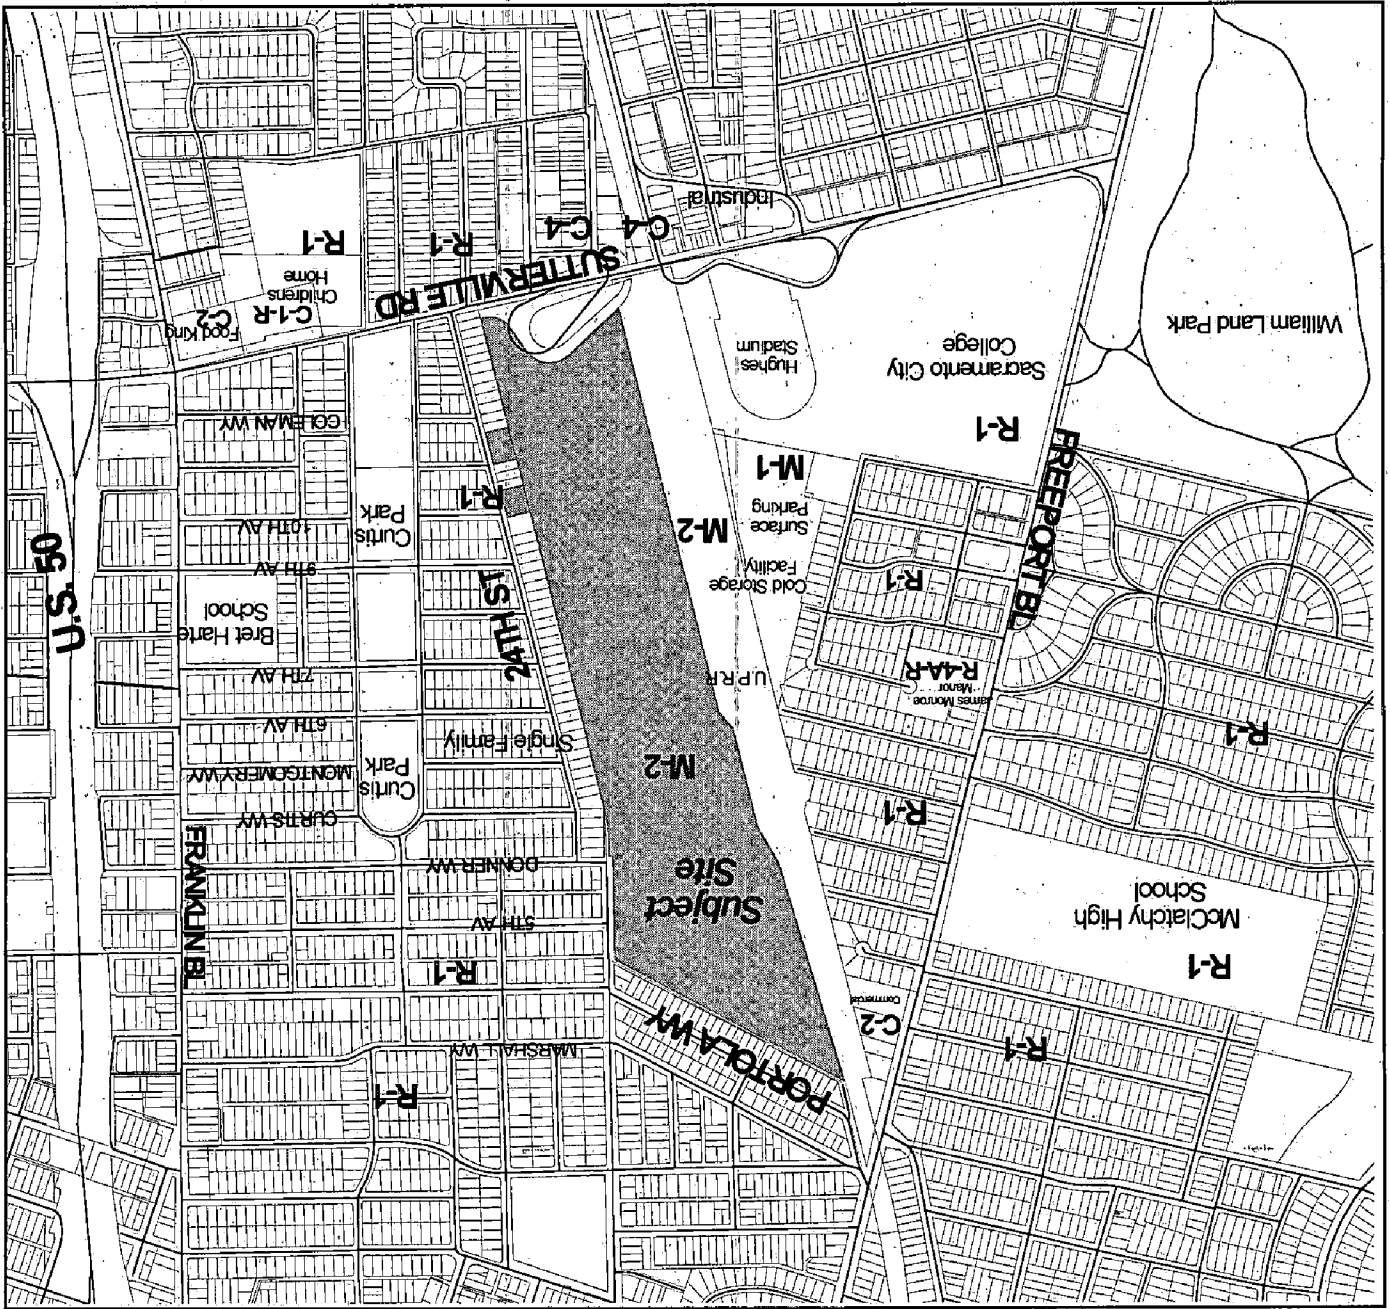 R-1
R-1
McClatchy High
School
R-1
C-2
Commercial
PORTOLA WY
MARSHALL WY
R-1
R-1
5TH AV
DONNER WY
CURTIS WY
MONTGOMERY WY
6TH AV
7TH AV
9TH AV
10TH AV
COLEMAN WY
FRANKLIN BL
Subject
Site
M-2
R-1
R-1
James Monroe
Manor
R-4A-R
U.P.R.R
Single Family
Curtis
Park
24TH ST
Bret Harte
School
U.S. 50
FREEPORT BL
R-1
Cold Storage
Facility
Surface
Parking
M-1
M-2
R-1
Curtis
Park
R-1
Sacramento City
College
Hughes
Stadium
William Land Park
SUTTERVILLE RD
Food King
C-2
C-1-R
Childrens
Home
R-1
R-1
C-4
C-4
Industrial